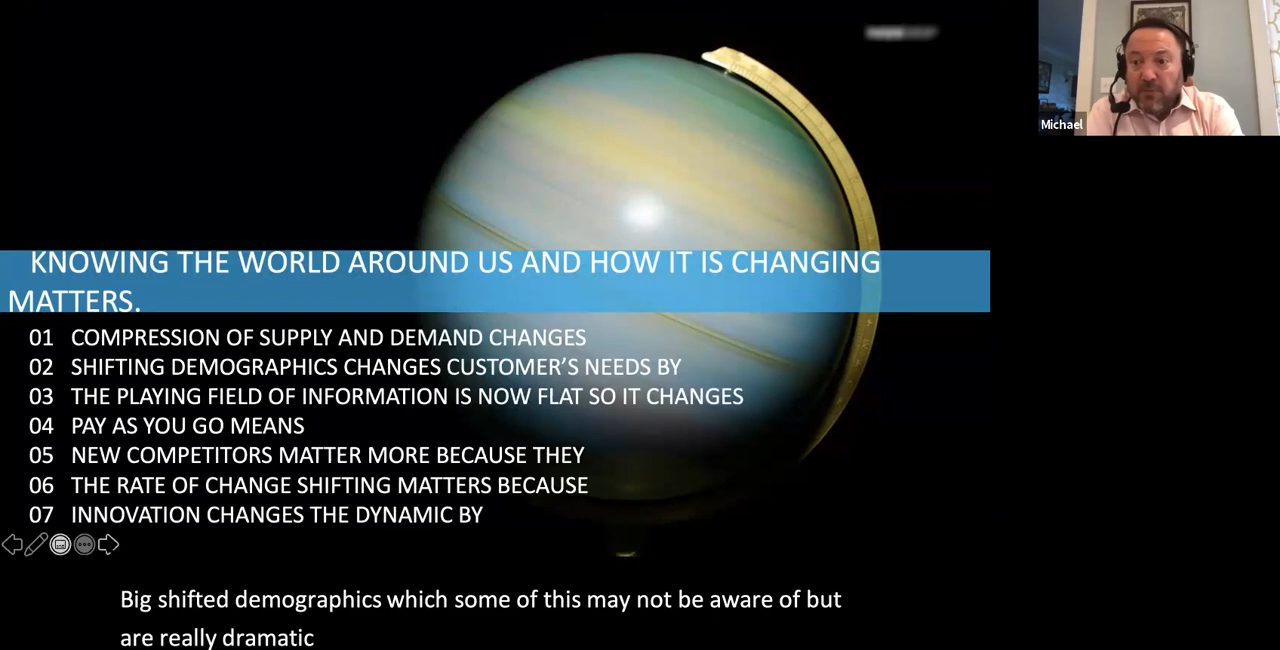 Michael
KNOWING THE WORLD AROUND US AND HOW IT IS CHANGING
MATTERS.
01 COMPRESSION OF SUPPLY AND DEMAND CHANGES
02 SHIFTING DEMOGRAPHICS CHANGES CUSTOMER’S NEEDS BY
03 THE PLAYING FIELD OF INFORMATION IS NOW FLAT SO IT CHANGES
04 PAY AS YOU GO MEANS
05 NEW COMPETITORS MATTER MORE BECAUSE THEY
06 THE RATE OF CHANGE SHIFTING MATTERS BECAUSE
07 INNOVATION CHANGES THE DYNAMIC BY
Big shifted demographics which some of this may not be aware of but
are really dramatic